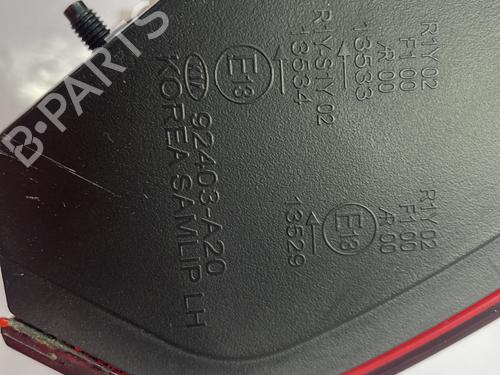 B-PARTS
KIA 92403-A20
KOREA SAMLIP LH
E13
R1Y-S1Y 02
13534
R1Y 02
F1 00
AR 00
13533
R1Y 02
F1 00
AR 00
E13
13529